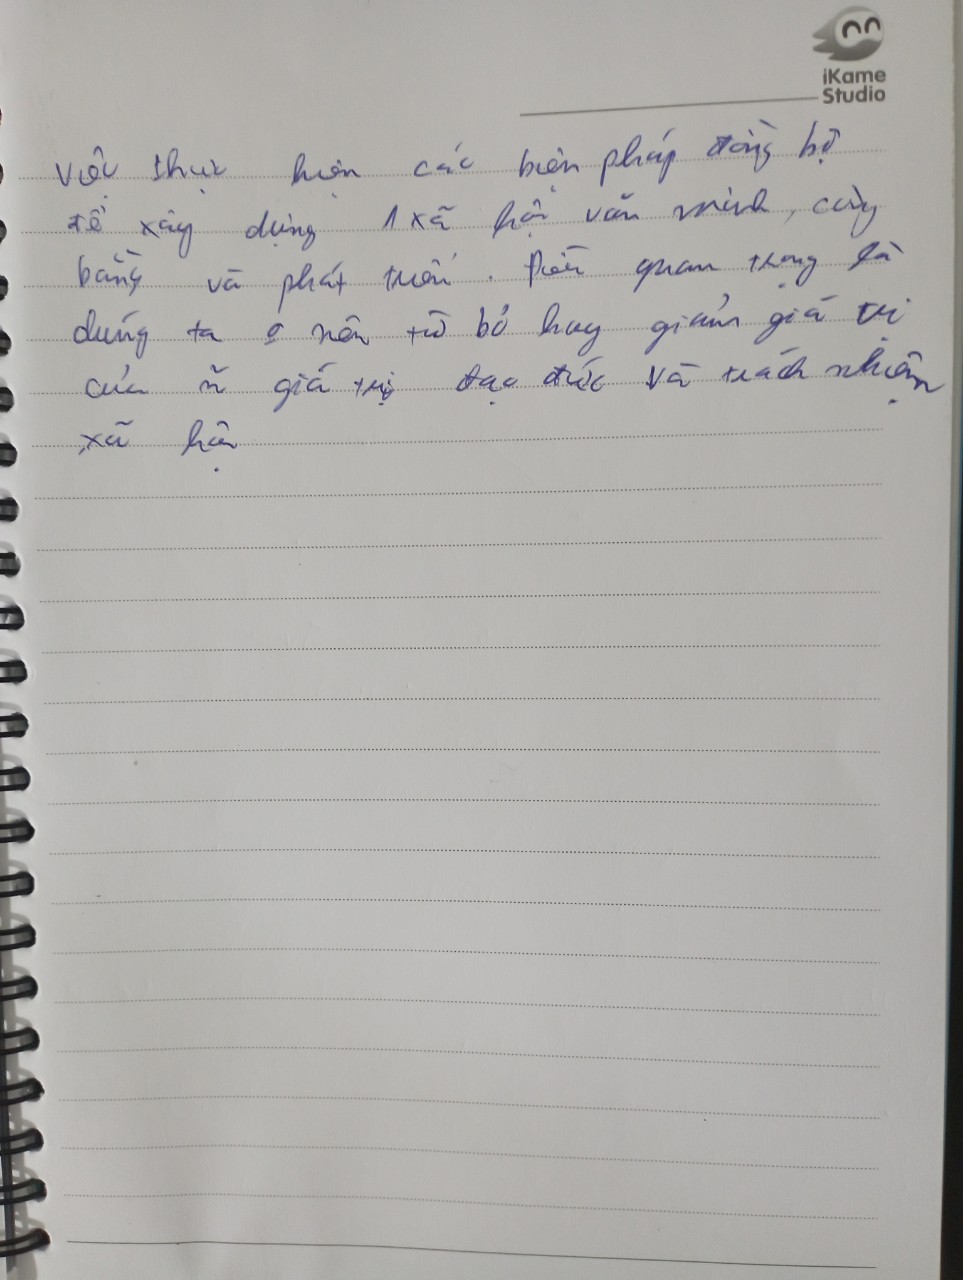 iKame
Studio
việc thực hiện các biện pháp đồng bộ
để xây dựng 1 xã hội văn minh, công
bằng và phát triển. Điều quan trọng là
chúng ta nên từ bỏ hay giảm giá trị
của giá trị đạo đức và trách nhiệm
xã hội